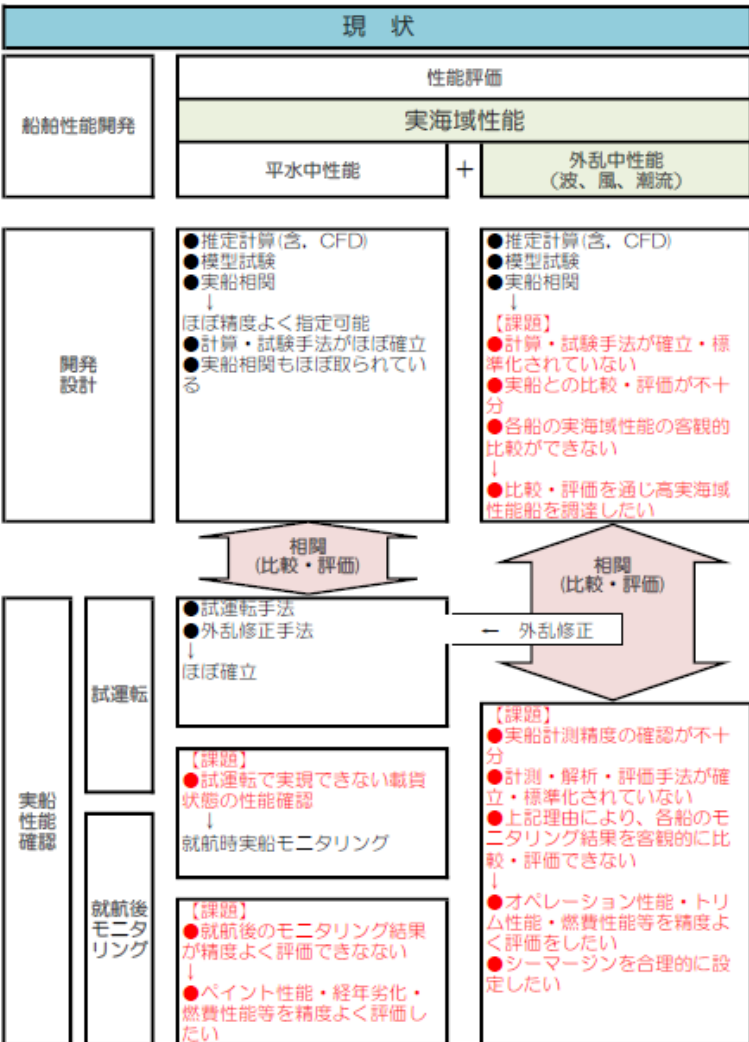 現　状
船舶性能開発
性能評価
実海域性能
平水中性能
＋
外乱中性能
（波、風、潮流）
開発
設計
●推定計算(含，CFD)
●模型試験
●実船相関
↓
ほぼ精度よく指定可能
●計算・試験手法がほぼ確立
●実船相関もほぼ取られてい
る
●推定計算(含，CFD)
●模型試験
●実船相関
↓
【課題】
●計算・試験手法が確立・標
準化されていない
●実船との比較・評価が不十
分
●各船の実海域性能の客観的
比較ができない
↓
●比較・評価を通じ高実海域
性能船を調達したい
相関
(比較・評価)
相関
(比較・評価)
実船
性能
確認
試運転
●試運転手法
●外乱修正手法
↓
ほぼ確立
←　外乱修正
【課題】
●試運転で実現できない載貨
状態の性能確認
↓
就航時実船モニタリング
就航後
モニタ
リング
【課題】
●就航後のモニタリング結果
が精度よく評価できなない
↓
●ペイント性能・経年劣化・
燃費性能等を精度よく評価し
たい
【課題】
●実船計測精度の確認が不十
分
●計測・解析・評価手法が確
立・標準化されていない
●上記理由により、各船のモ
ニタリング結果を客観的に比
較・評価できない
↓
●オペレーション性能・トリ
ム性能・燃費性能等を精度よ
く評価をしたい
●シーマージンを合理的に設
定したい